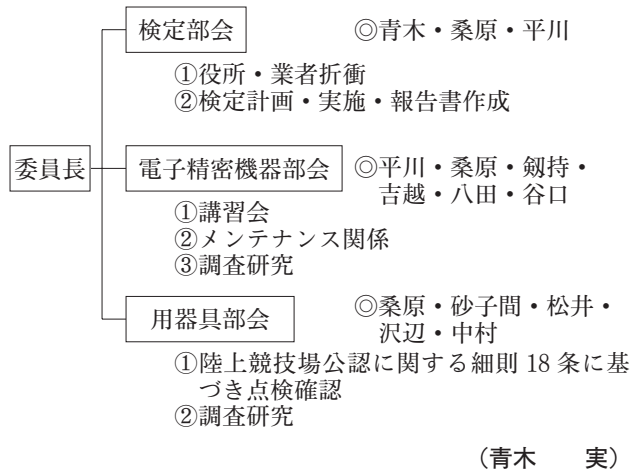 検定部会 ◎青木・桑原・平川
①役所・業者折衝
②検定計画・実施・報告書作成
委員長
電子精密機器部会 ◎平川・桑原・剱持・
吉越・八田・谷口
①講習会
②メンテナンス関係
③調査研究
用器具部会 ◎桑原・砂子間・松井・
沢辺・中村
①陸上競技場公認に関する細則 18 条に基
づき点検確認
②調査研究
（青木　　実）